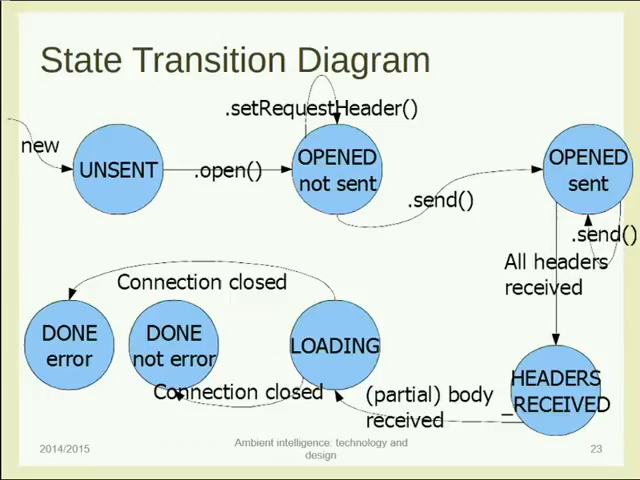 State Transition Diagram
.setRequestHeader()
new
UNSENT
.open()
OPENED
not sent
.send()
OPENED
sent
.send()
All headers
received
Connection closed
DONE
error
DONE
not error
LOADING
Connection closed
(partial) body
received
HEADERS
_RECEIVED
2014/2015
Ambient intelligence: technology and
design
23